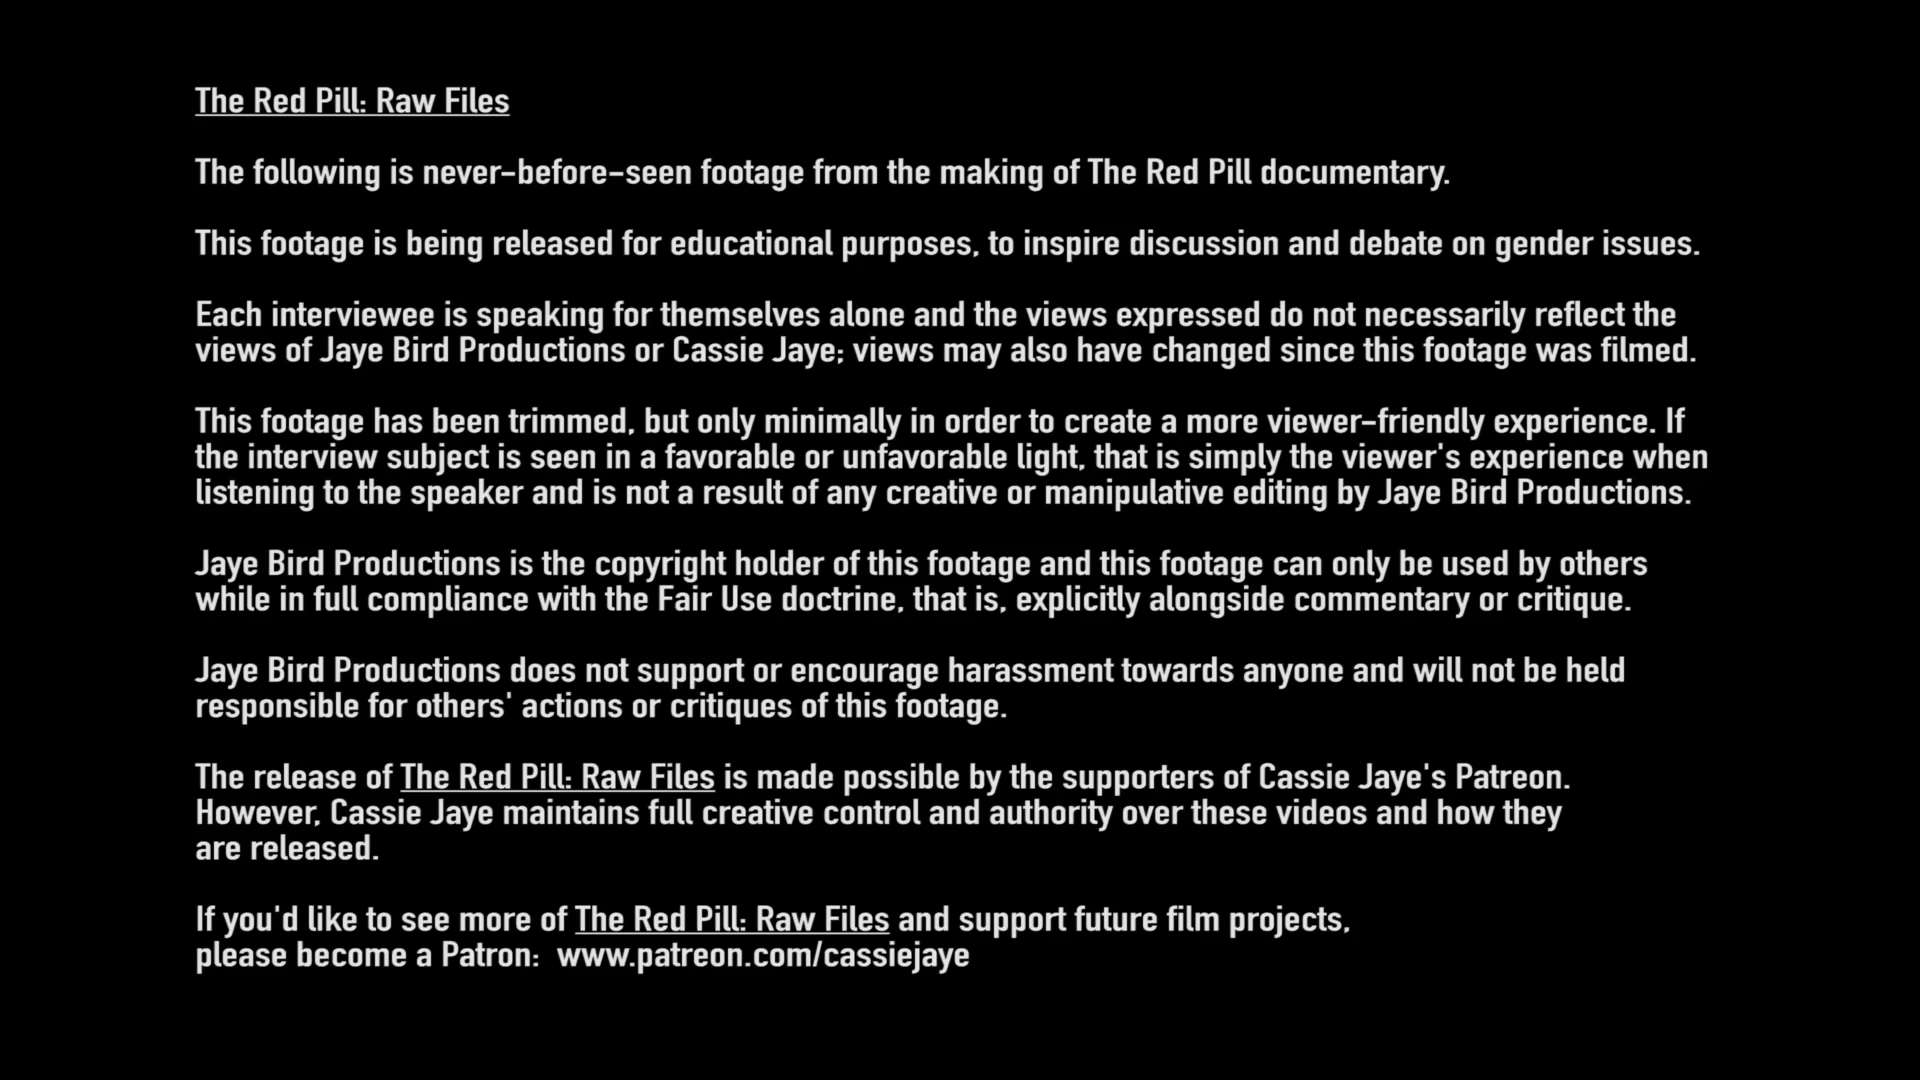 The Red Pill: Raw Files
The following is never-before-seen footage from the making of The Red Pill documentary.
This footage is being released for educational purposes, to inspire discussion and debate on gender issues.
Each interviewee is speaking for themselves alone and the views expressed do not necessarily reflect the
views of Jaye Bird Productions or Cassie Jaye; views may also have changed since this footage was filmed.
This footage has been trimmed, but only minimally in order to create a more viewer-friendly experience. If
the interview subject is seen in a favorable or unfavorable light, that is simply the viewer's experience when
listening to the speaker and is not a result of any creative or manipulative editing by Jaye Bird Productions.
Jaye Bird Productions is the copyright holder of this footage and this footage can only be used by others
while in full compliance with the Fair Use doctrine, that is, explicitly alongside commentary or critique.
Jaye Bird Productions does not support or encourage harassment towards anyone and will not be held
responsible for others' actions or critiques of this footage.
The release of The Red Pill: Raw Files is made possible by the supporters of Cassie Jaye's Patreon.
However, Cassie Jaye maintains full creative control and authority over these videos and how they
are released.
If you'd like to see more of The Red Pill: Raw Files and support future film projects,
please become a Patron:  www.patreon.com/cassiejaye